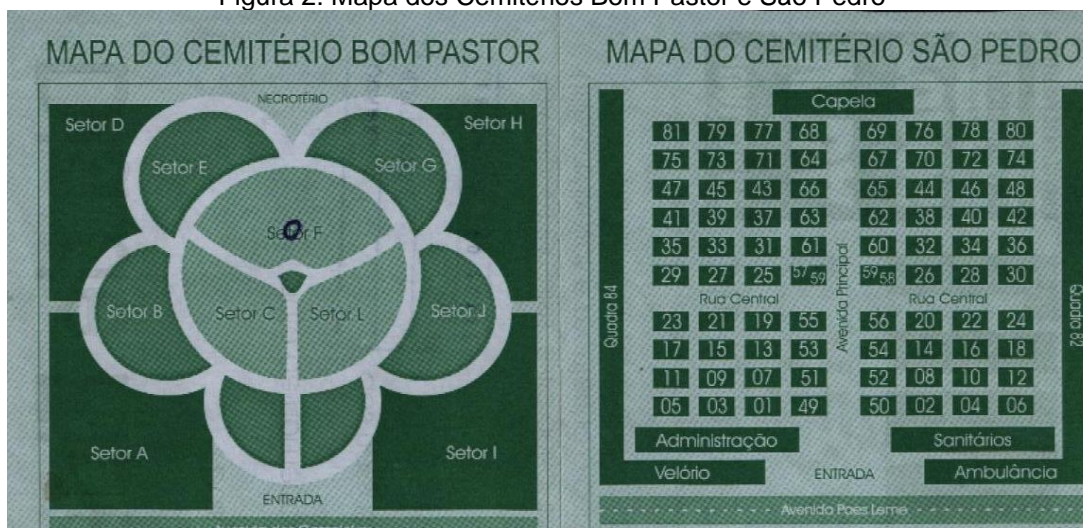 Figura 2. Mapa dos Cemitérios Bom Pastor e São Pedro
MAPA DO CEMITÉRIO BOM PASTOR
NECROTÉRIO
Setor D
Setor H
Setor E
Setor G
Setor F
Setor B
Setor C
Setor L
Setor J
Setor A
Setor I
ENTRADA
MAPA DO CEMITÉRIO SÃO PEDRO
Capela
81 79 77 68 69 76 78 80
75 73 71 64 67 70 72 74
47 45 43 66 65 44 46 48
41 39 37 63 62 38 40 42
35 33 31 61 60 32 34 36
29 27 25 57 59 59 58 26 28 30
Rua Central Rua Central
Avenida Principal
Quadra 84
Quadra 82
23 21 19 55 56 20 22 24
17 15 13 53 54 14 16 18
11 09 07 51 52 08 10 12
05 03 01 49 50 02 04 06
Administração Sanitários
Velório ENTRADA Ambulância
Avenida Paes Leme